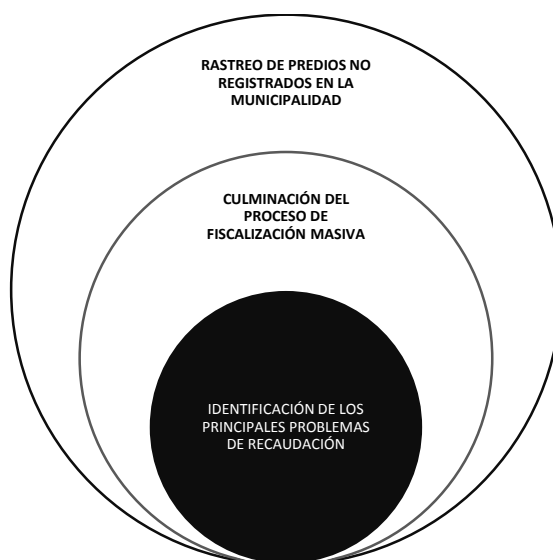 RASTREO DE PREDIOS NO
REGISTRADOS EN LA
MUNICIPALIDAD
CULMINACIÓN DEL
PROCESO DE
FISCALIZACIÓN MASIVA
IDENTIFICACIÓN DE LOS
PRINCIPALES PROBLEMAS
DE RECAUDACIÓN